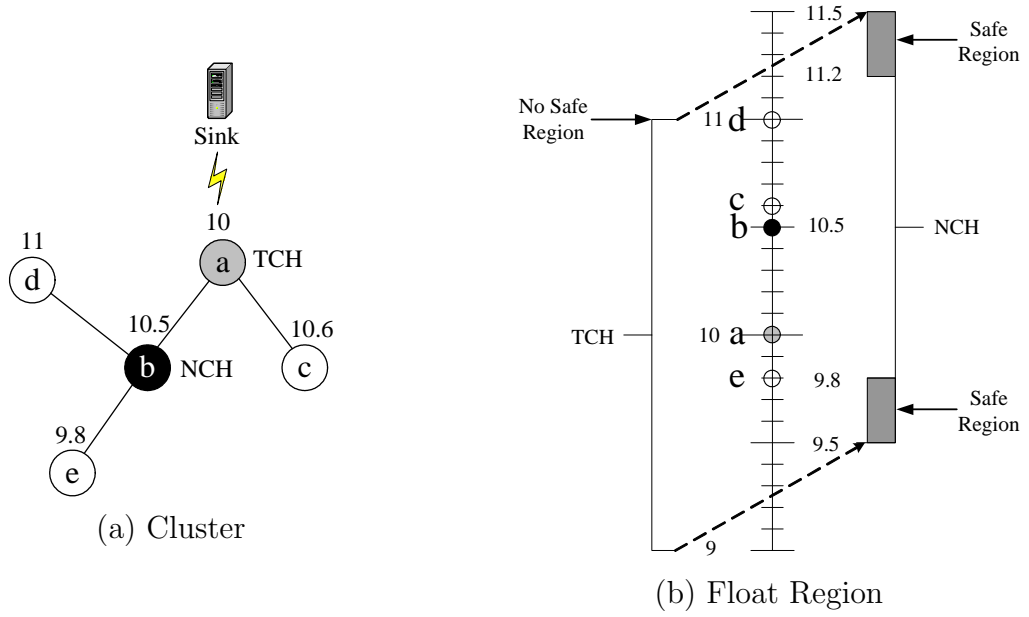 Sink
10
a
TCH
11
d
10.5
b
NCH
10.6
c
9.8
e
(a) Cluster
11.5
Safe
Region
11.2
No Safe
Region
11
d
c
b
10.5
NCH
TCH
10
a
e
9.8
Safe
Region
9.5
9
(b) Float Region